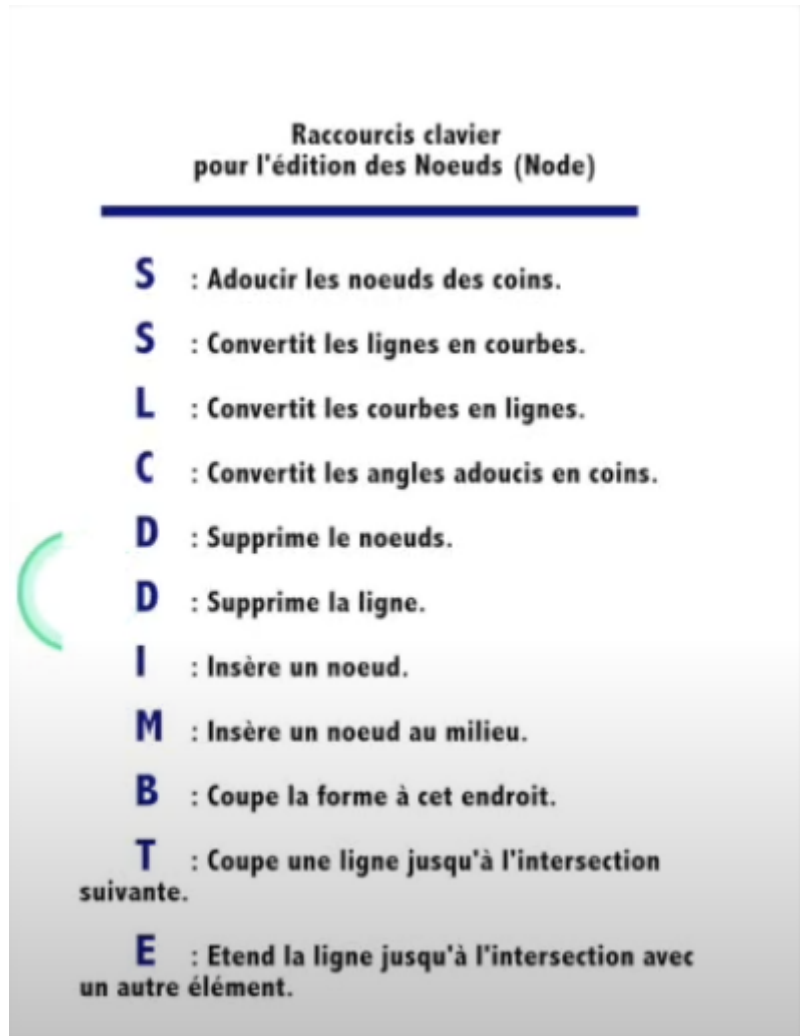 Raccourcis clavier
pour l'édition des Noeuds (Node)
S : Adoucir les noeuds des coins.
S : Convertit les lignes en courbes.
L : Convertit les courbes en lignes.
C : Convertit les angles adoucis en coins.
D : Supprime le noeuds.
D : Supprime la ligne.
I : Insère un noeud.
M : Insère un noeud au milieu.
B : Coupe la forme à cet endroit.
T : Coupe une ligne jusqu'à l'intersection
suivante.
E : Etend la ligne jusqu'à l'intersection avec
un autre élément.